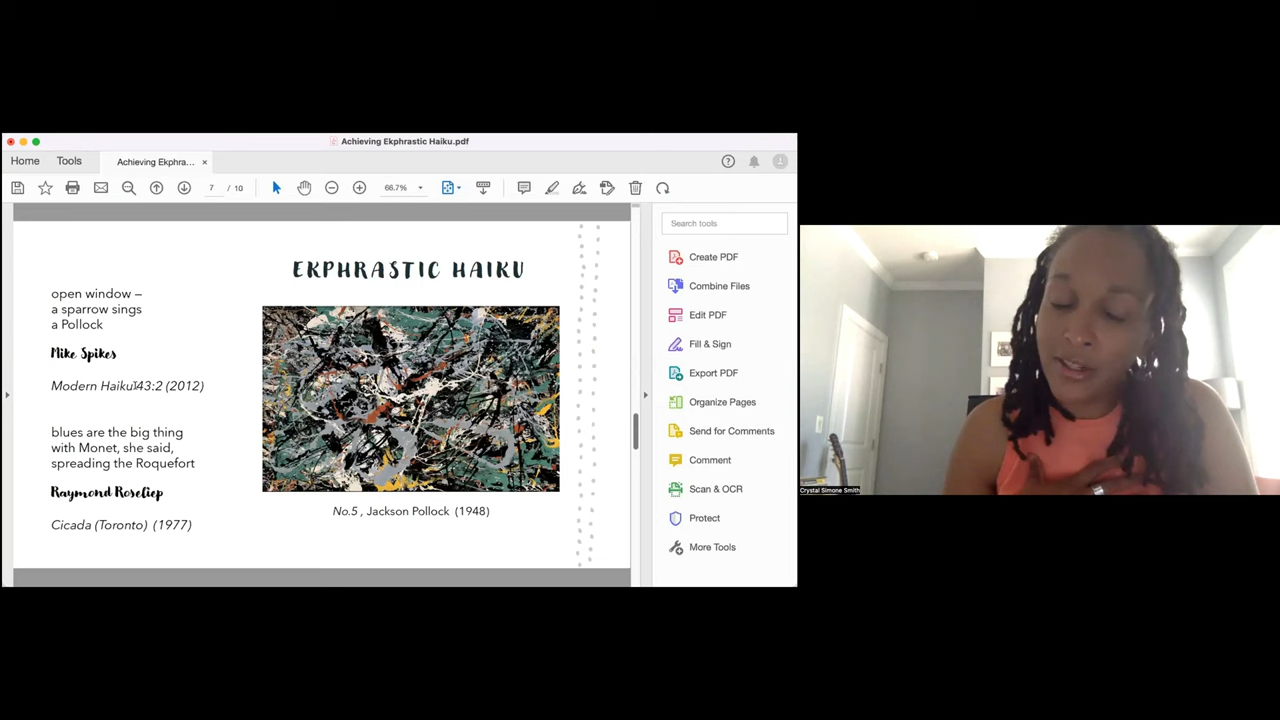 Achieving Ekphrastic Haiku.pdf
Home
Tools
Achieving Ekphra...
7 / 10
66.7%
EKPHRASTIC HAIKU
open window –
a sparrow sings
a Pollock
Mike Spikes
Modern Haiku 43:2 (2012)
blues are the big thing
with Monet, she said,
spreading the Roquefort
Raymond Roseliep
Cicada (Toronto) (1977)
No.5 , Jackson Pollock (1948)
Search tools
Create PDF
Combine Files
Edit PDF
Fill & Sign
Export PDF
Organize Pages
Send for Comments
Comment
Scan & OCR
Protect
More Tools
Crystal Simone Smith